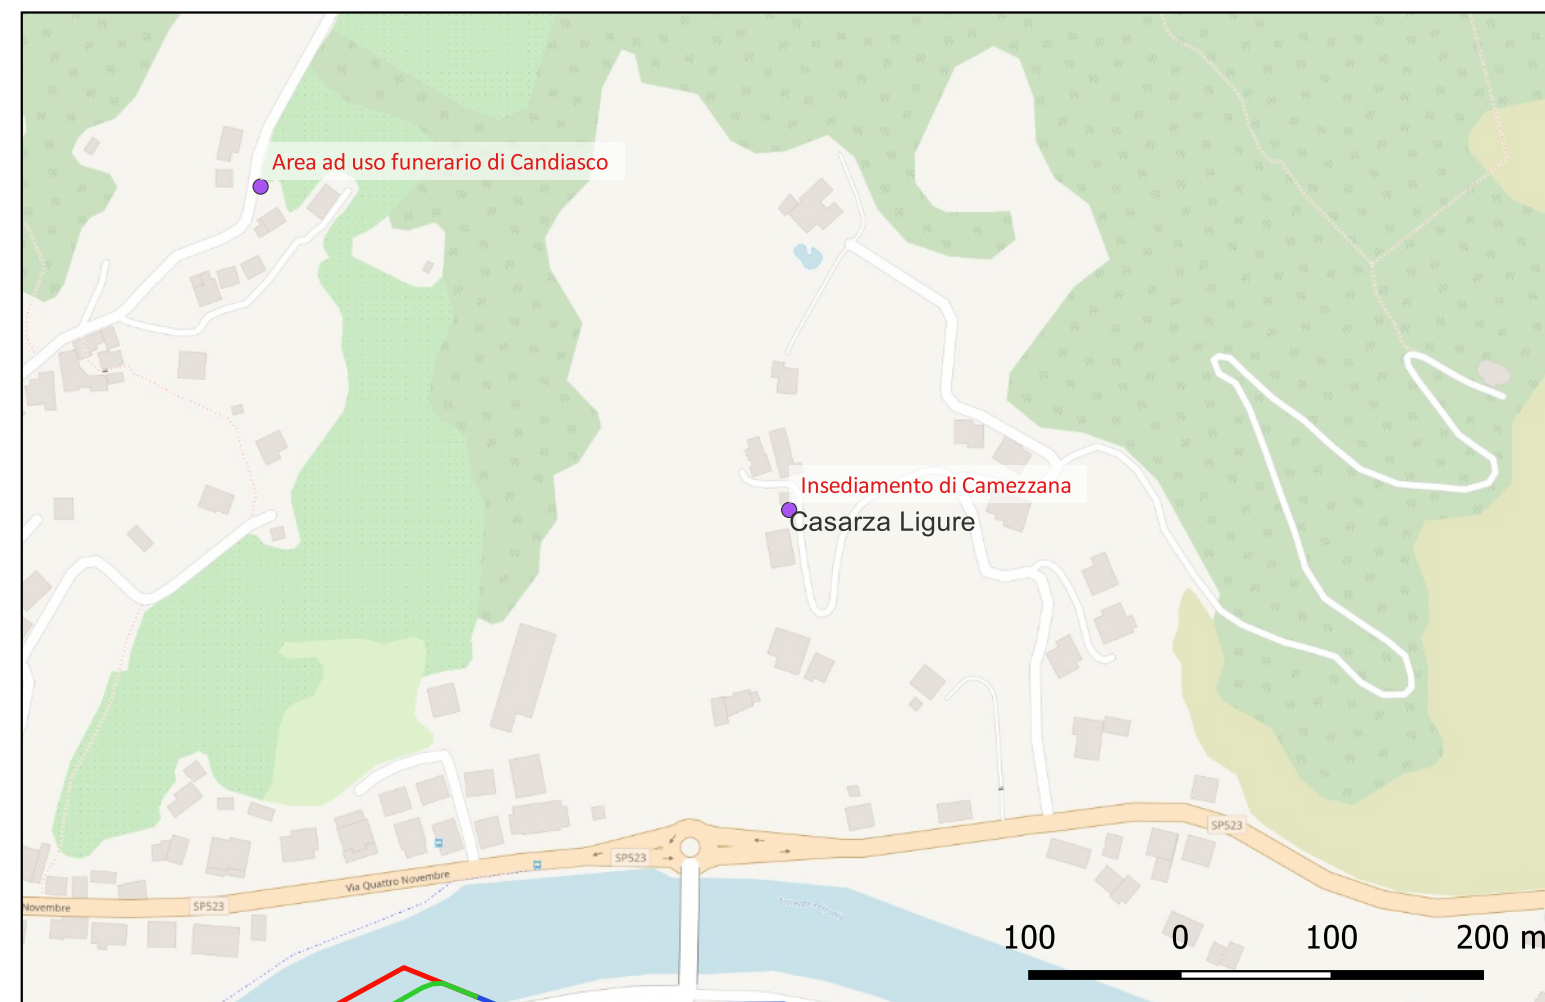 Area ad uso funerario di Candiasco
Insediamento di Camezzana
Casarza Ligure
SP523
SP523
Via Quattro Novembre
Novembre
SP523
100 0 100 200 m